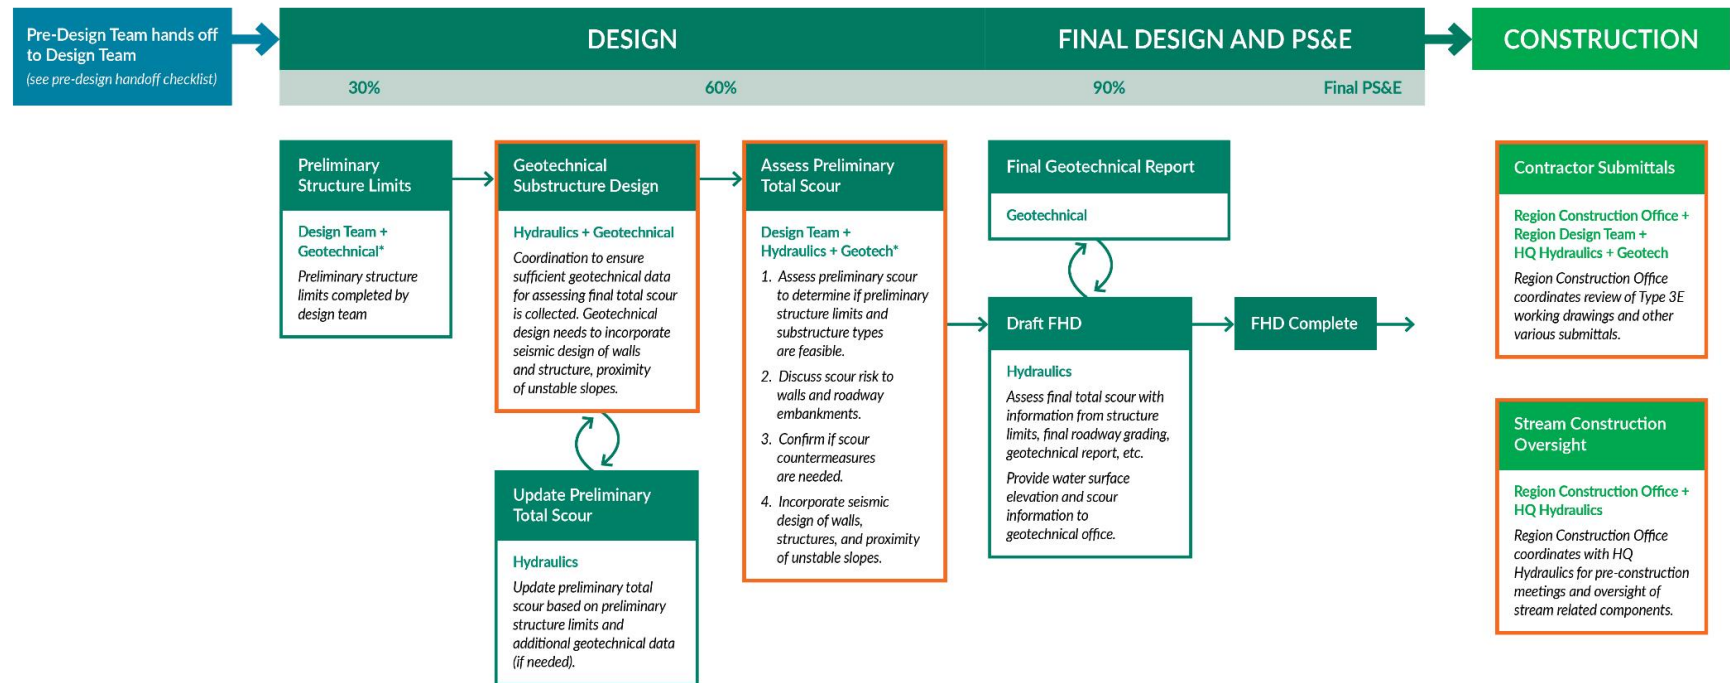 Pre-Design Team hands off
to Design Team
(see pre-design handoff checklist)
DESIGN
FINAL DESIGN AND PS&E
CONSTRUCTION
30%
60%
90%
Final PS&E
Preliminary
Structure Limits
Design Team +
Geotechnical*
Preliminary structure
limits completed by
design team
Geotechnical
Substructure Design
Hydraulics + Geotechnical
Coordination to ensure
sufficient geotechnical data
for assessing final total scour
is collected. Geotechnical
design needs to incorporate
seismic design of walls
and structure, proximity
of unstable slopes.
Update Preliminary
Total Scour
Hydraulics
Update preliminary total
scour based on preliminary
structure limits and
additional geotechnical data
(if needed).
Assess Preliminary
Total Scour
Design Team +
Hydraulics + Geotech*
1. Assess preliminary scour
to determine if preliminary
structure limits and
substructure types
are feasible.
2. Discuss scour risk to
walls and roadway
embankments.
3. Confirm if scour
countermeasures
are needed.
4. Incorporate seismic
design of walls,
structures, and proximity
of unstable slopes.
Final Geotechnical Report
Geotechnical
Draft FHD
Hydraulics
Assess final total scour with
information from structure
limits, final roadway grading,
geotechnical report, etc.
Provide water surface
elevation and scour
information to
geotechnical office.
FHD Complete
Contractor Submittals
Region Construction Office +
Region Design Team +
HQ Hydraulics + Geotech
Region Construction Office
coordinates review of Type 3E
working drawings and other
various submittals.
Stream Construction
Oversight
Region Construction Office +
HQ Hydraulics
Region Construction Office
coordinates with HQ
Hydraulics for pre-construction
meetings and oversight of
stream related components.